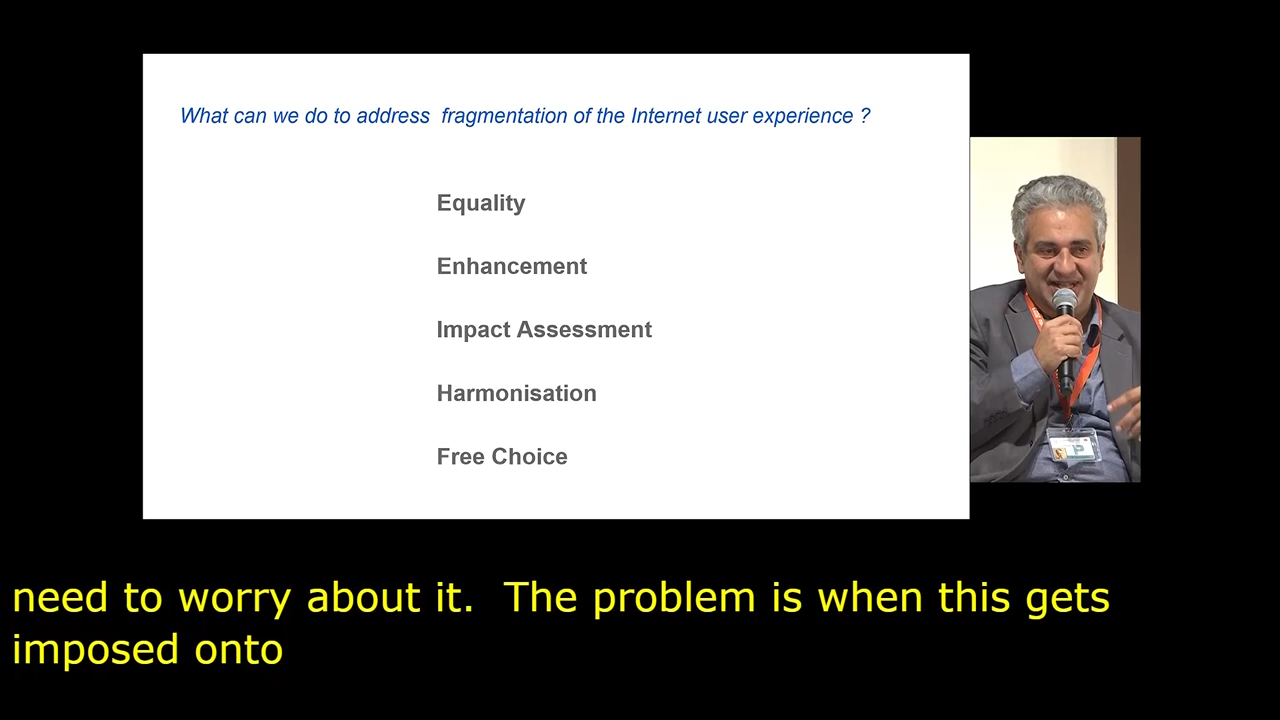 What can we do to address  fragmentation of the Internet user experience ?
Equality
Enhancement
Impact Assessment
Harmonisation
Free Choice
need to worry about it.  The problem is when this gets
imposed onto